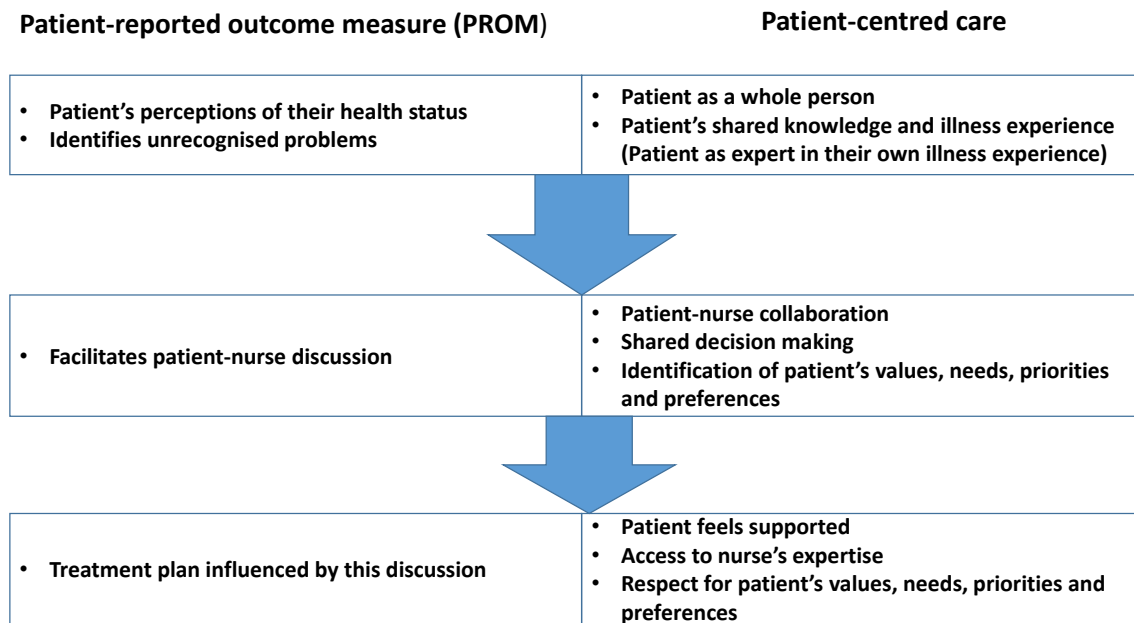 Patient-reported outcome measure (PROM)
Patient-centred care
• Patient's perceptions of their health status
• Identifies unrecognised problems
• Patient as a whole person
• Patient's shared knowledge and illness experience
(Patient as expert in their own illness experience)
• Facilitates patient-nurse discussion
• Patient-nurse collaboration
• Shared decision making
• Identification of patient's values, needs, priorities
and preferences
• Treatment plan influenced by this discussion
• Patient feels supported
• Access to nurse's expertise
• Respect for patient's values, needs, priorities and
preferences